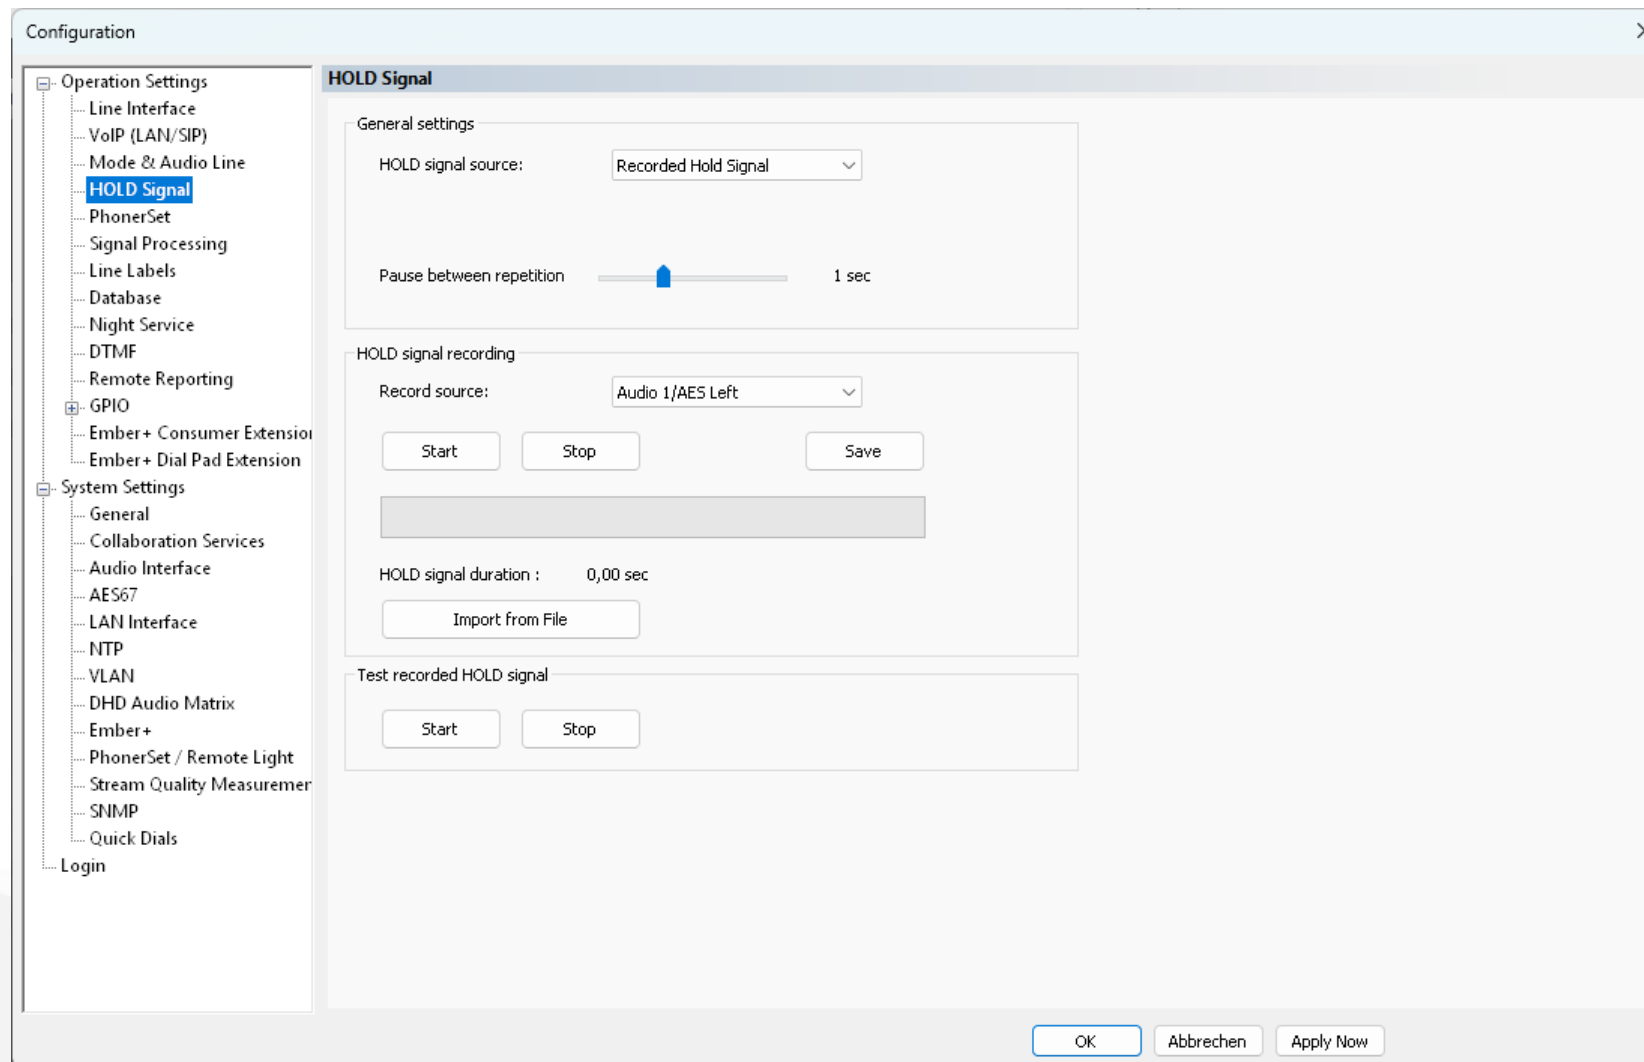 Configuration
Operation Settings
Line Interface
VoIP (LAN/SIP)
Mode & Audio Line
HOLD Signal
PhonerSet
Signal Processing
Line Labels
Database
Night Service
DTMF
Remote Reporting
GPIO
Ember+ Consumer Extension
Ember+ Dial Pad Extension
System Settings
General
Collaboration Services
Audio Interface
AES67
LAN Interface
NTP
VLAN
DHD Audio Matrix
Ember+
PhonerSet / Remote Light
Stream Quality Measuremen
SNMP
Quick Dials
Login
HOLD Signal
General settings
HOLD signal source: Recorded Hold Signal
Pause between repetition 1 sec
HOLD signal recording
Record source: Audio 1/AES Left
Start Stop Save
HOLD signal duration : 0,00 sec
Import from File
Test recorded HOLD signal
Start Stop
OK Abbrechen Apply Now